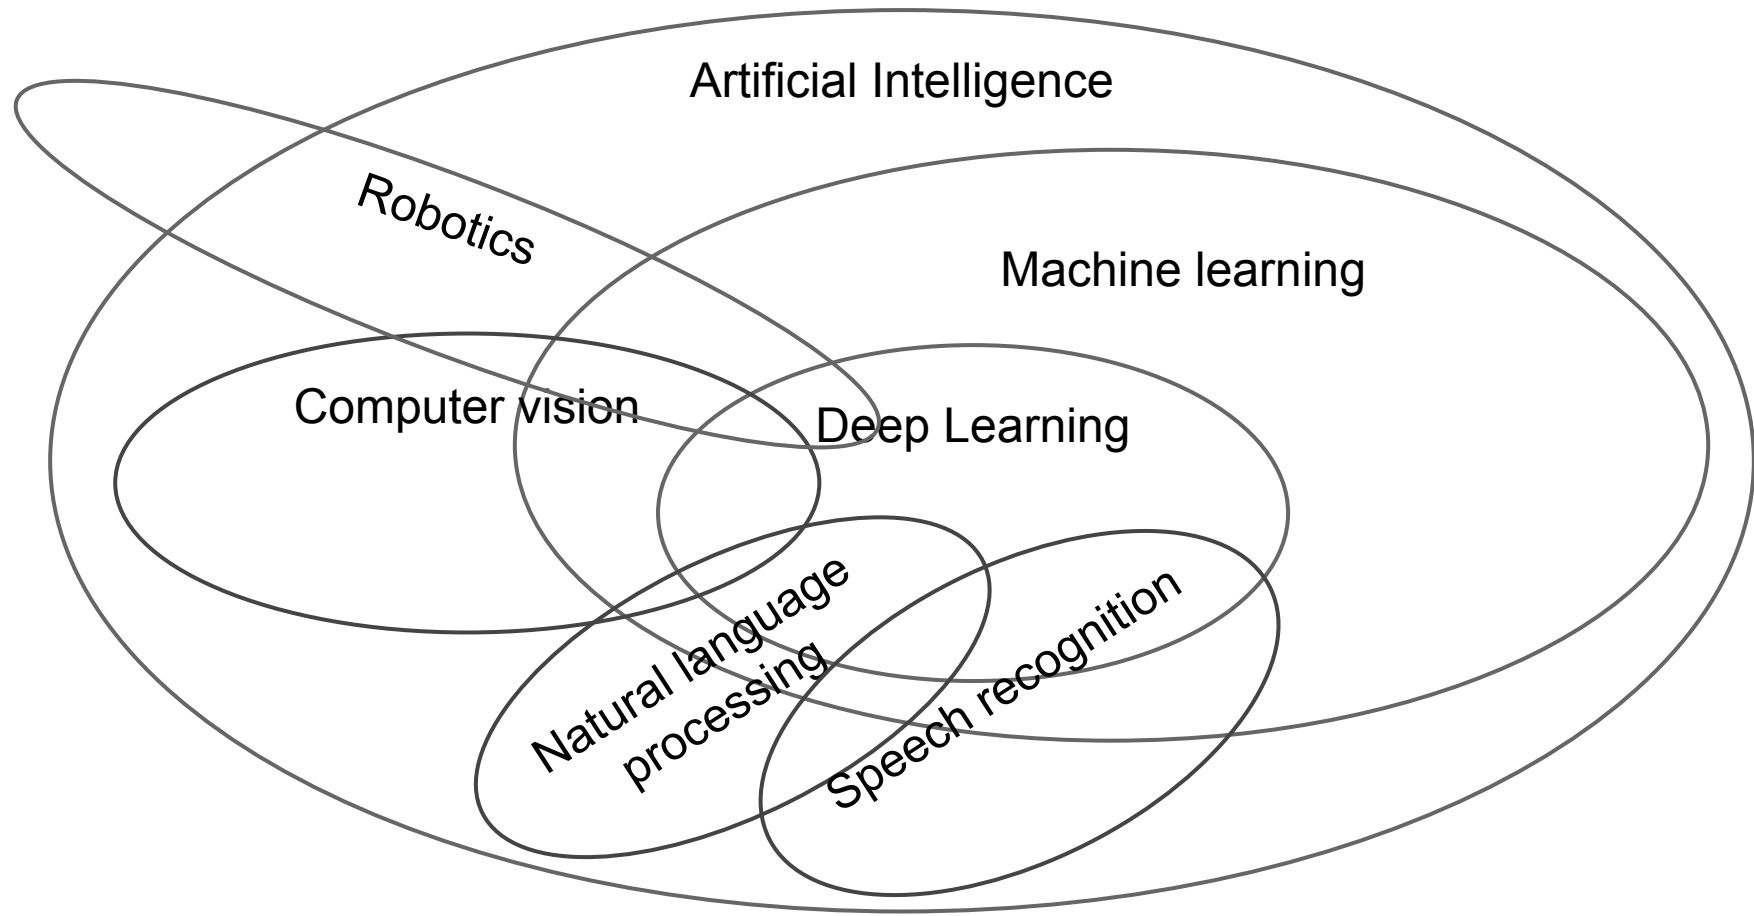 Artificial Intelligence
Robotics
Machine learning
Computer vision
Deep Learning
Natural language
processing
Speech recognition